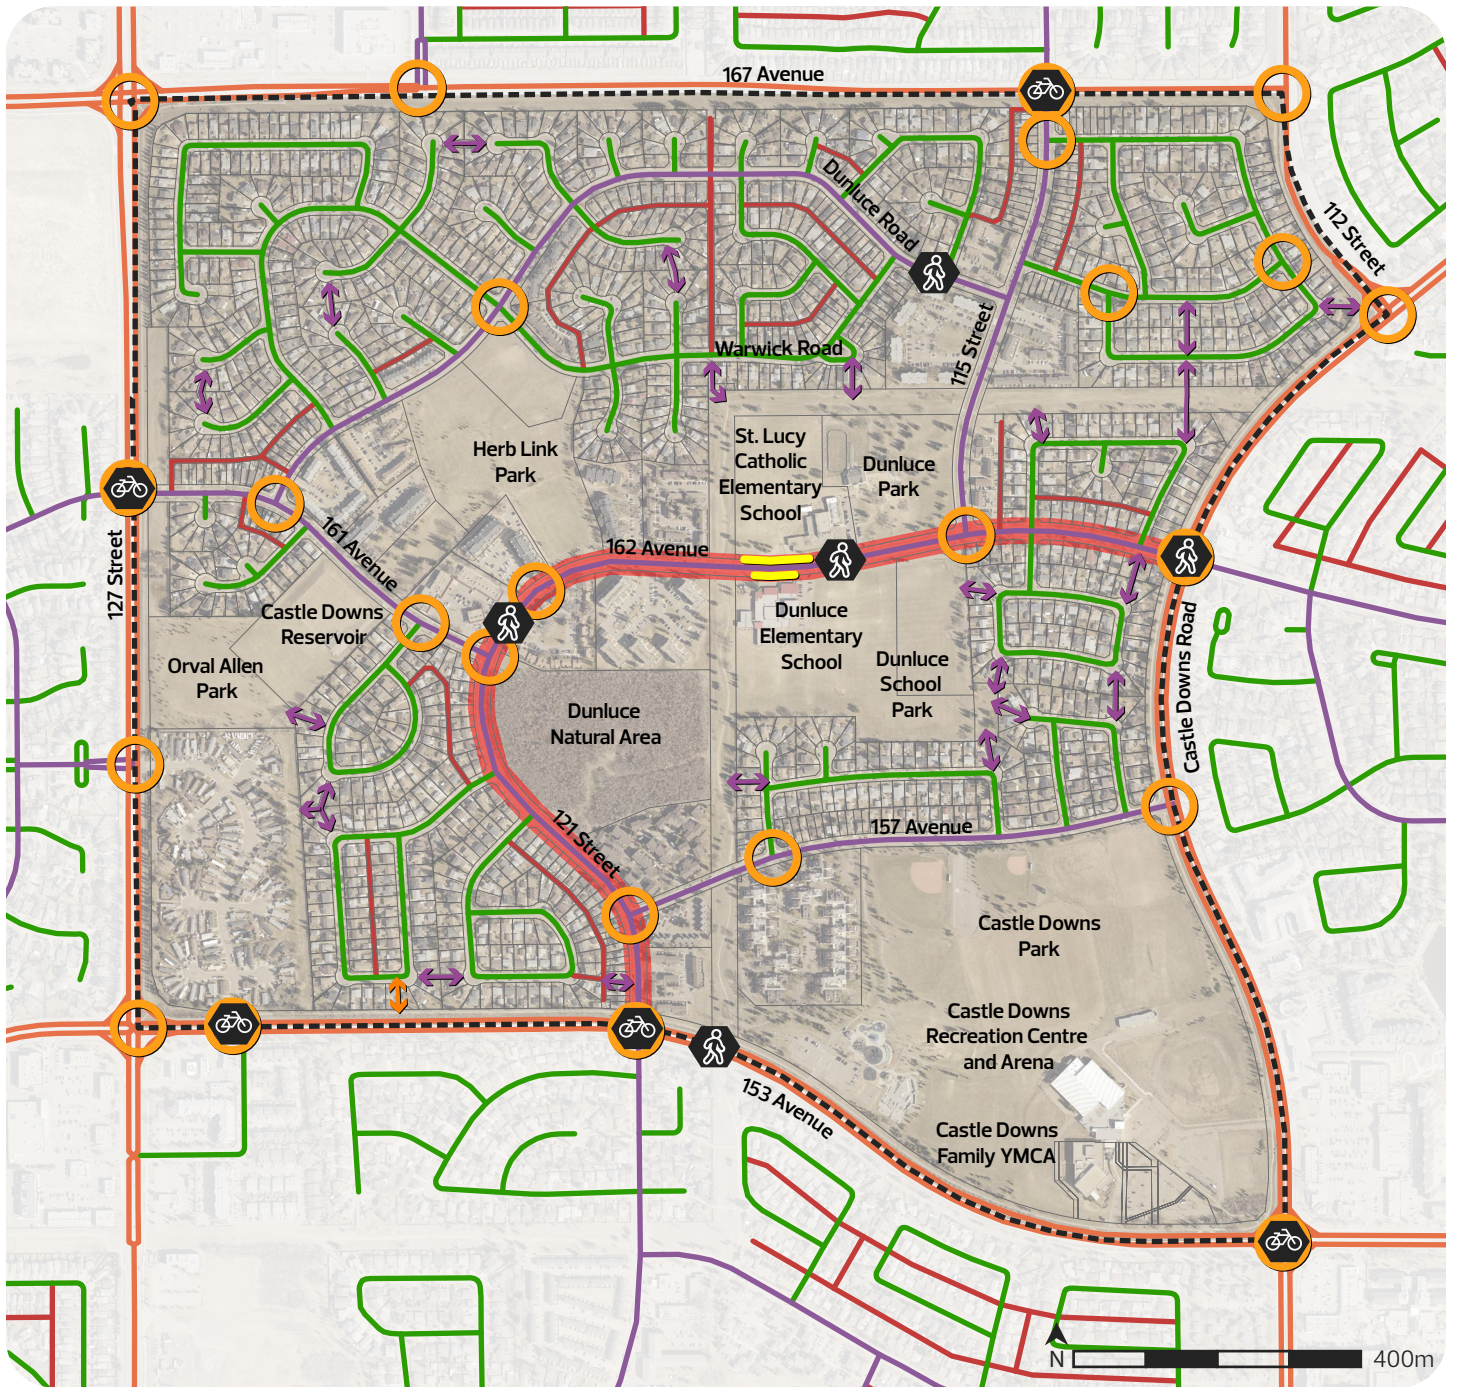 167 Avenue
112 Street
Dunluce Road
115 Street
Warwick Road
Herb Link
Park
St. Lucy
Catholic
Elementary
School
Dunluce
Park
127 Street
161 Avenue
162 Avenue
Castle Downs
Reservoir
Orval Allen
Park
Dunluce
Elementary
School
Dunluce
School
Park
Castle Downs Road
Dunluce
Natural Area
121 Street
157 Avenue
Castle Downs
Park
Castle Downs
Recreation Centre
and Arena
153 Avenue
Castle Downs
Family YMCA
N
400m